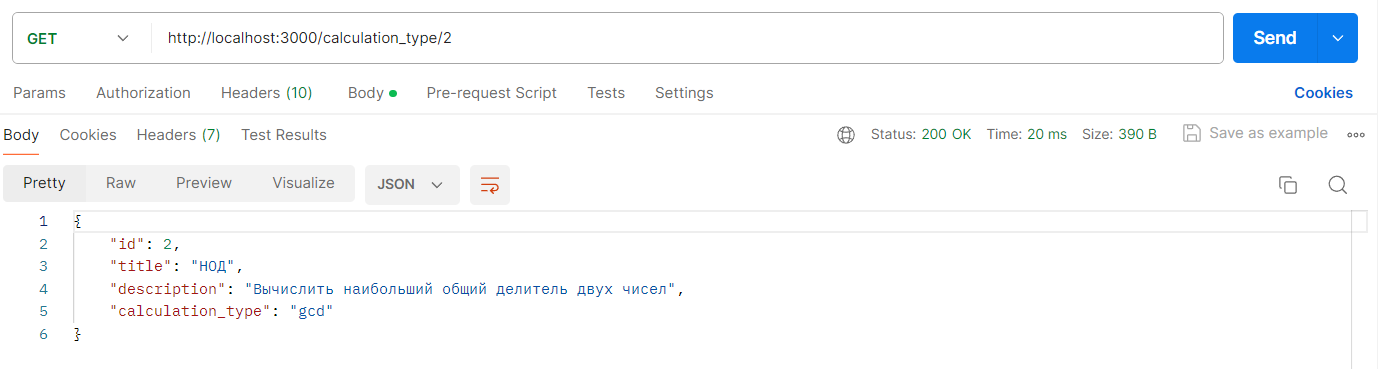 GET http://localhost:3000/calculation_type/2 Send
Params Authorization Headers (10) Body Pre-request Script Tests Settings Cookies
Body Cookies Headers (7) Test Results Status: 200 OK Time: 20 ms Size: 390 B Save as example
Pretty Raw Preview Visualize JSON
1 {
2 "id": 2,
3 "title": "НОД",
4 "description": "Вычислить наибольший общий делитель двух чисел",
5 "calculation_type": "gcd"
6 }